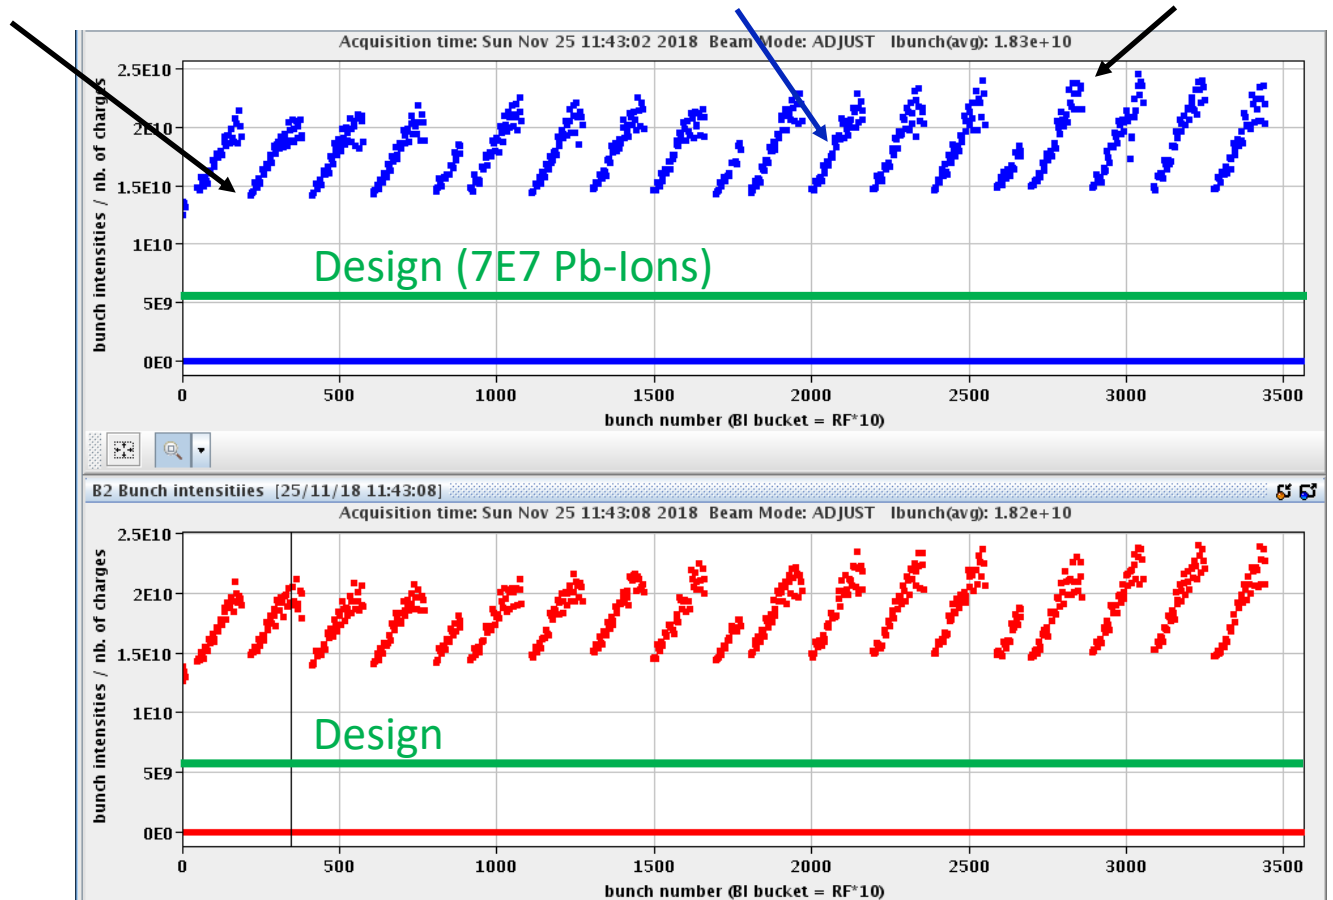 Acquisition time: Sun Nov 25 11:43:02 2018 Beam Mode: ADJUST Ibunch(avg): 1.83e+10
bunch intensities / nb. of charges
2.5E10
2E10
1.5E10
1E10
5E9
0E0
Design (7E7 Pb-Ions)
0 500 1000 1500 2000 2500 3000 3500
bunch number (BI bucket = RF*10)
B2 Bunch intensitiies [25/11/18 11:43:08]
Acquisition time: Sun Nov 25 11:43:08 2018 Beam Mode: ADJUST Ibunch(avg): 1.82e+10
bunch intensities / nb. of charges
2.5E10
2E10
1.5E10
1E10
5E9
0E0
Design
0 500 1000 1500 2000 2500 3000 3500
bunch number (BI bucket = RF*10)